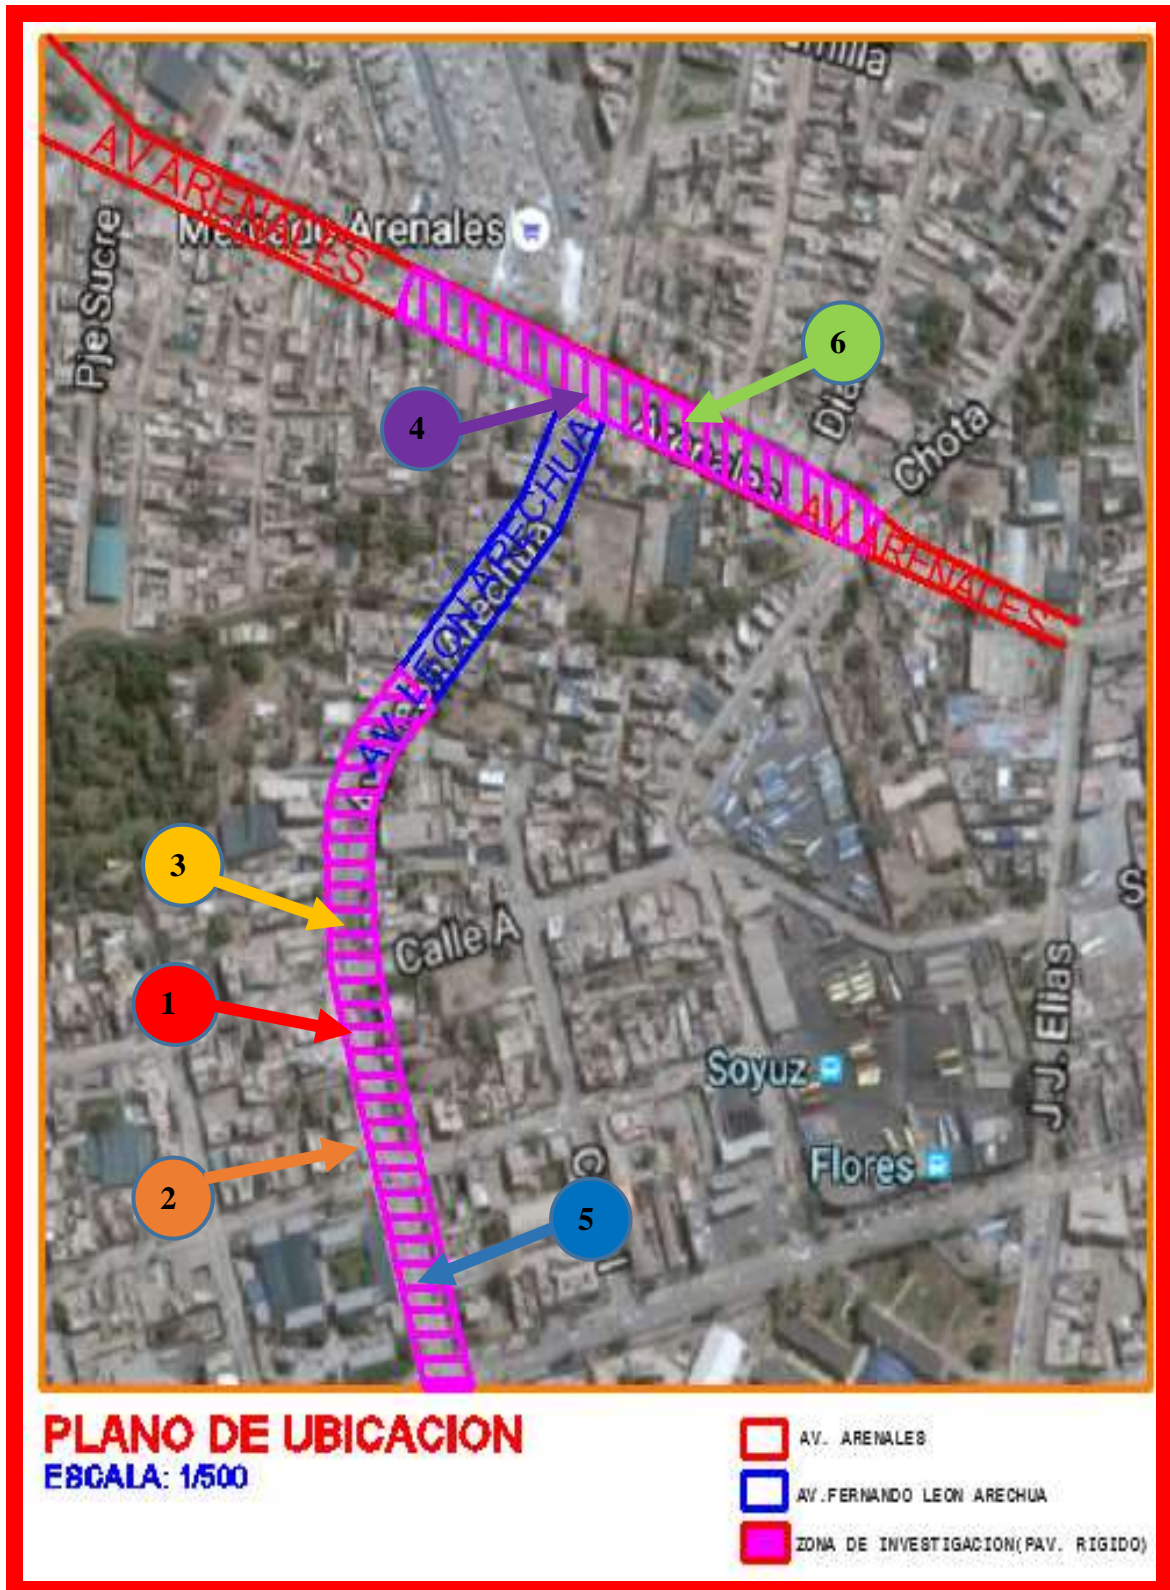 AV ARENALES
Mercado Arenales
Pje Sucre
6
4
Arenales
AV. ARENALES
Chota
AV. LEON ARECHUA
Arechua
3
Calle A
S
1
J.J. Elias
Soyuz
Flores
2
5
PLANO DE UBICACION
ESCALA: 1/500
AV. ARENALES
AV.FERNANDO LEON ARECHUA
ZONA DE INVESTIGACION(PAV. RIGIDO)